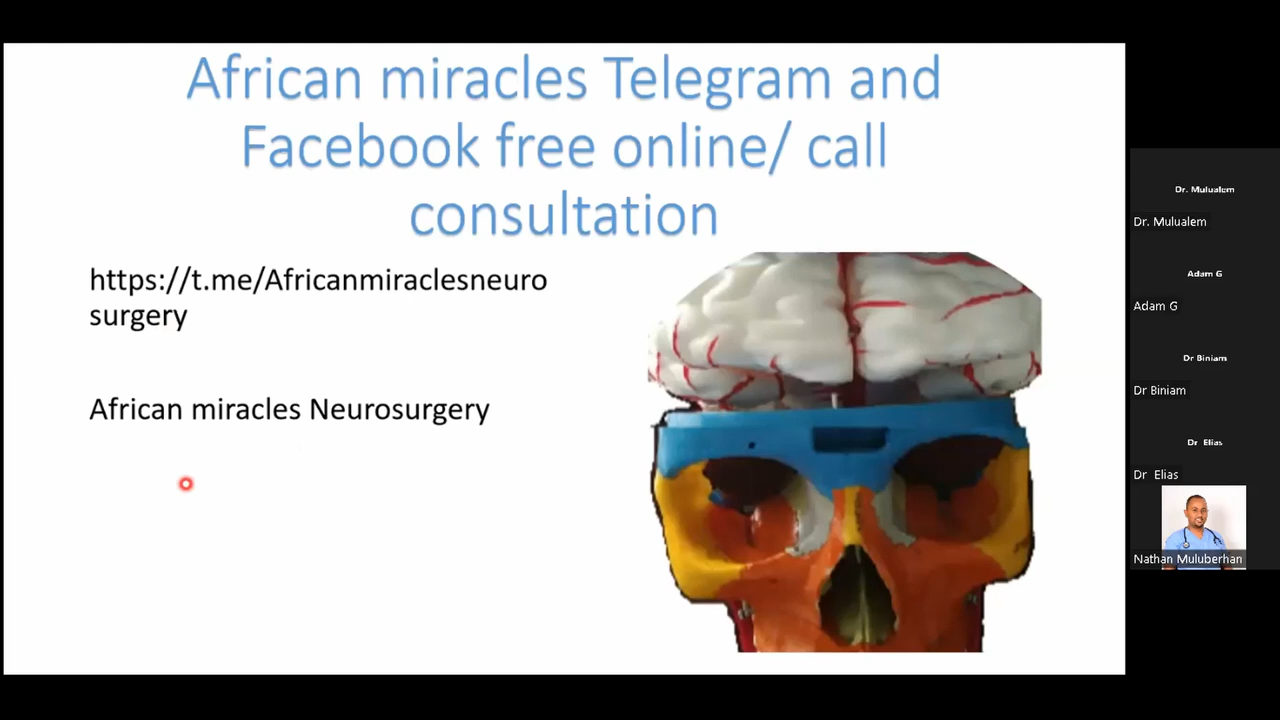 African miracles Telegram and
Facebook free online/ call
consultation
https://t.me/Africanmiraclesneuro
surgery
African miracles Neurosurgery
Dr. Mulualem
Dr. Mulualem
Adam G
Adam G
Dr Biniam
Dr Biniam
Dr Elias
Dr Elias
Nathan Muluberhan